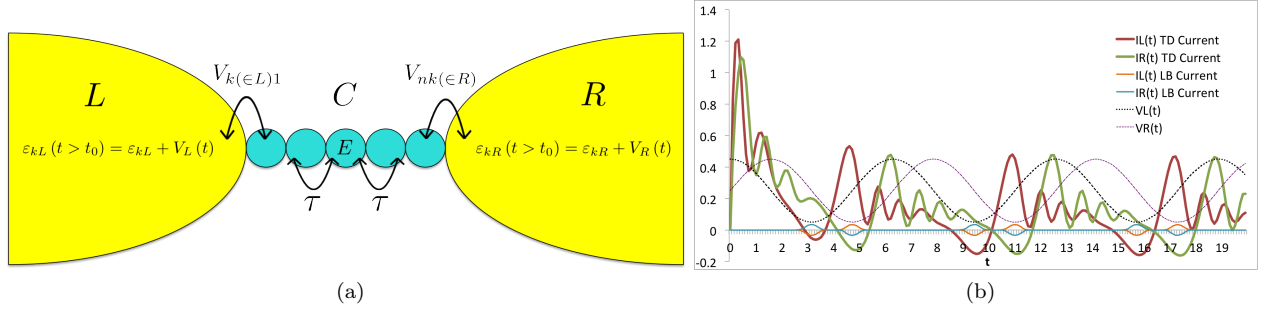 L
V_{k(∈L)1}
C
V_{nk(∈R)}
R
ε_{kL} (t > t_0) = ε_{kL} + V_L (t)
E
ε_{kR} (t > t_0) = ε_{kR} + V_R (t)
τ τ
(a)
1.4
1.2
1
0.8
0.6
0.4
0.2
0
-0.2
IL(t) TD Current
IR(t) TD Current
IL(t) LB Current
IR(t) LB Current
VL(t)
VR(t)
0 1 2 3 4 5 6 7 8 9 10 11 12 13 14 15 16 17 18 19
t
(b)